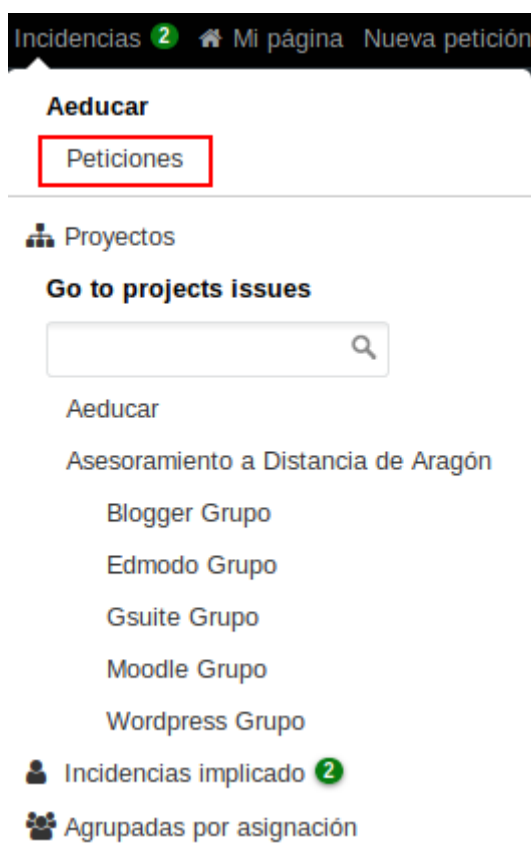 Incidencias 2 Mi página Nueva petición
Aeducar
Peticiones
Proyectos
Go to projects issues
Aeducar
Asesoramiento a Distancia de Aragón
Blogger Grupo
Edmodo Grupo
Gsuite Grupo
Moodle Grupo
Wordpress Grupo
Incidencias implicado 2
Agrupadas por asignación